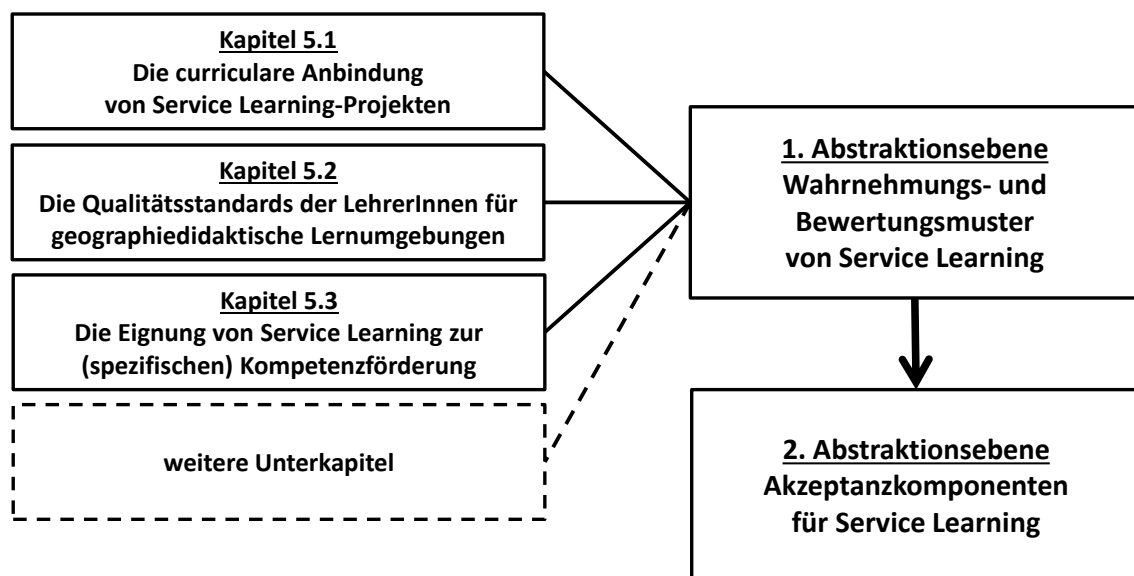 Kapitel 5.1
Die curriculare Anbindung
von Service Learning-Projekten
Kapitel 5.2
Die Qualitätsstandards der LehrerInnen für
geographiedidaktische Lernumgebungen
Kapitel 5.3
Die Eignung von Service Learning zur
(spezifischen) Kompetenzförderung
weitere Unterkapitel
1. Abstraktionsebene
Wahrnehmungs- und
Bewertungsmuster
von Service Learning
2. Abstraktionsebene
Akzeptanzkomponenten
für Service Learning